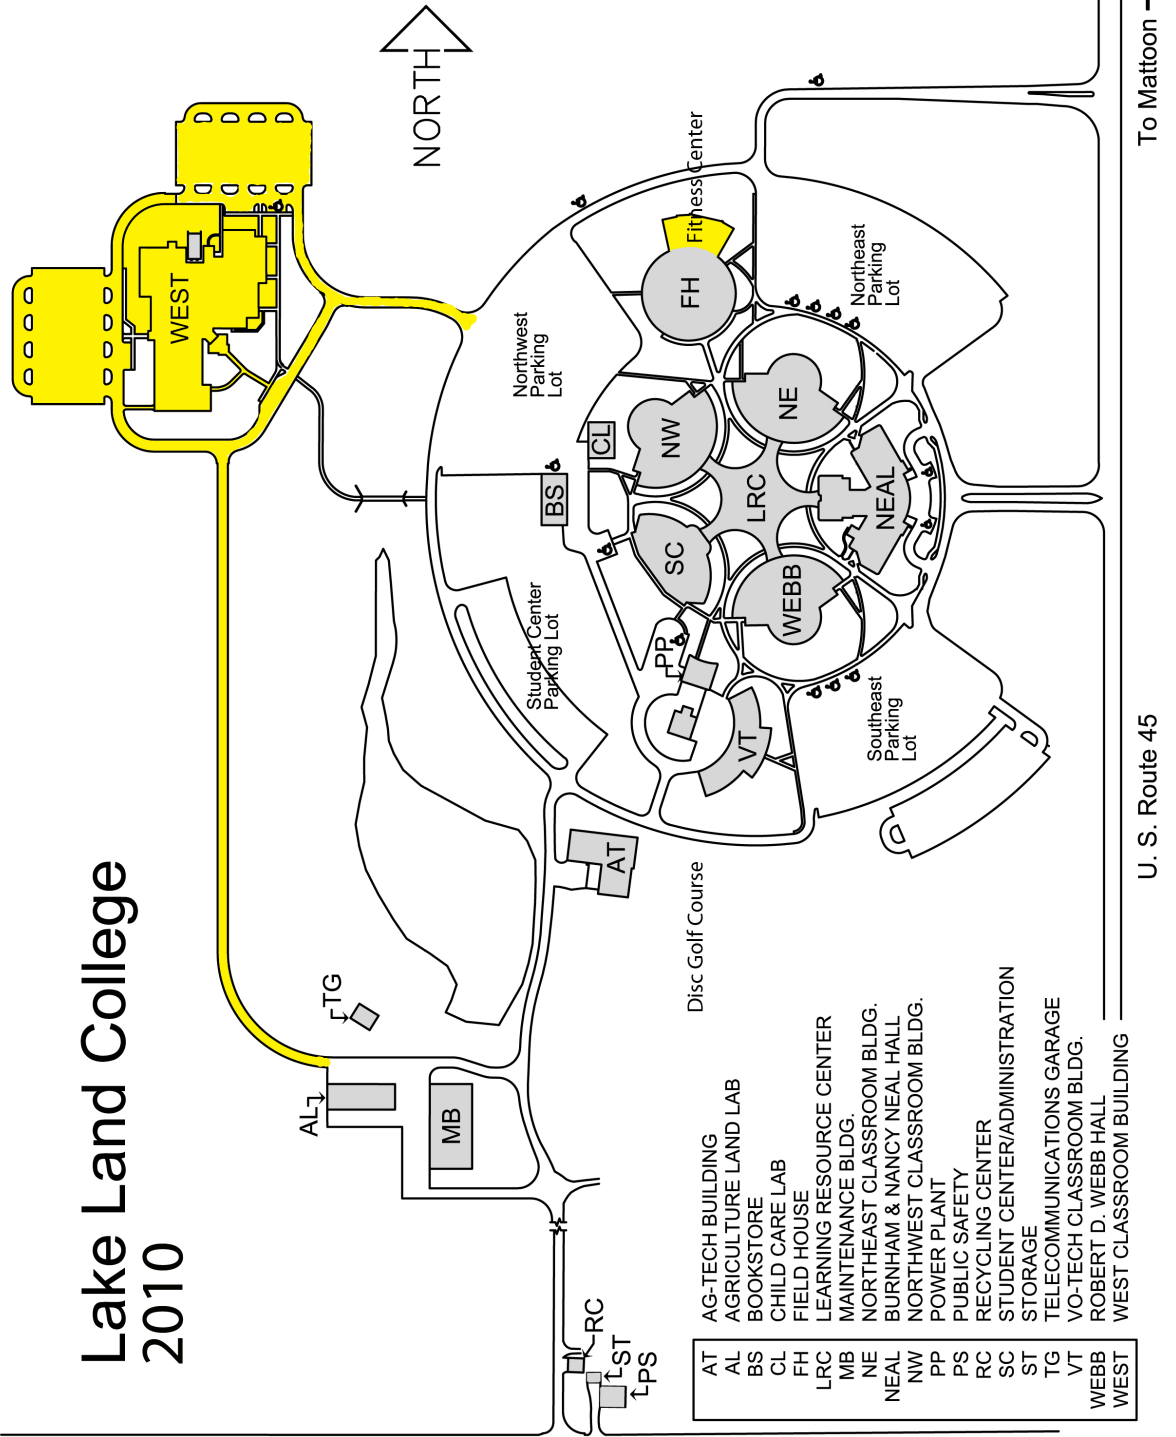 Lake Land College
2010
NORTH
WEST
Fitness Center
FH
Northwest
Parking
Lot
Northeast
Parking
Lot
NE
NW
CL
BS
LRC
NEAL
SC
WEBB
PP
VT
Student Center
Parking Lot
Southeast
Parking
Lot
AT
Disc Golf Course
TG
AL
MB
RC
ST
PS
To Mattoon
U. S. Route 45
AT AG-TECH BUILDING
AL AGRICULTURE LAND LAB
BS BOOKSTORE
CL CHILD CARE LAB
FH FIELD HOUSE
LRC LEARNING RESOURCE CENTER
MB MAINTENANCE BLDG.
NE NORTHEAST CLASSROOM BLDG.
NEAL BURNHAM & NANCY NEAL HALL
NW NORTHWEST CLASSROOM BLDG.
PP POWER PLANT
PS PUBLIC SAFETY
RC RECYCLING CENTER
SC STUDENT CENTER/ADMINISTRATION
ST STORAGE
TG TELECOMMUNICATIONS GARAGE
VT VO-TECH CLASSROOM BLDG.
WEBB ROBERT D. WEBB HALL
WEST WEST CLASSROOM BUILDING